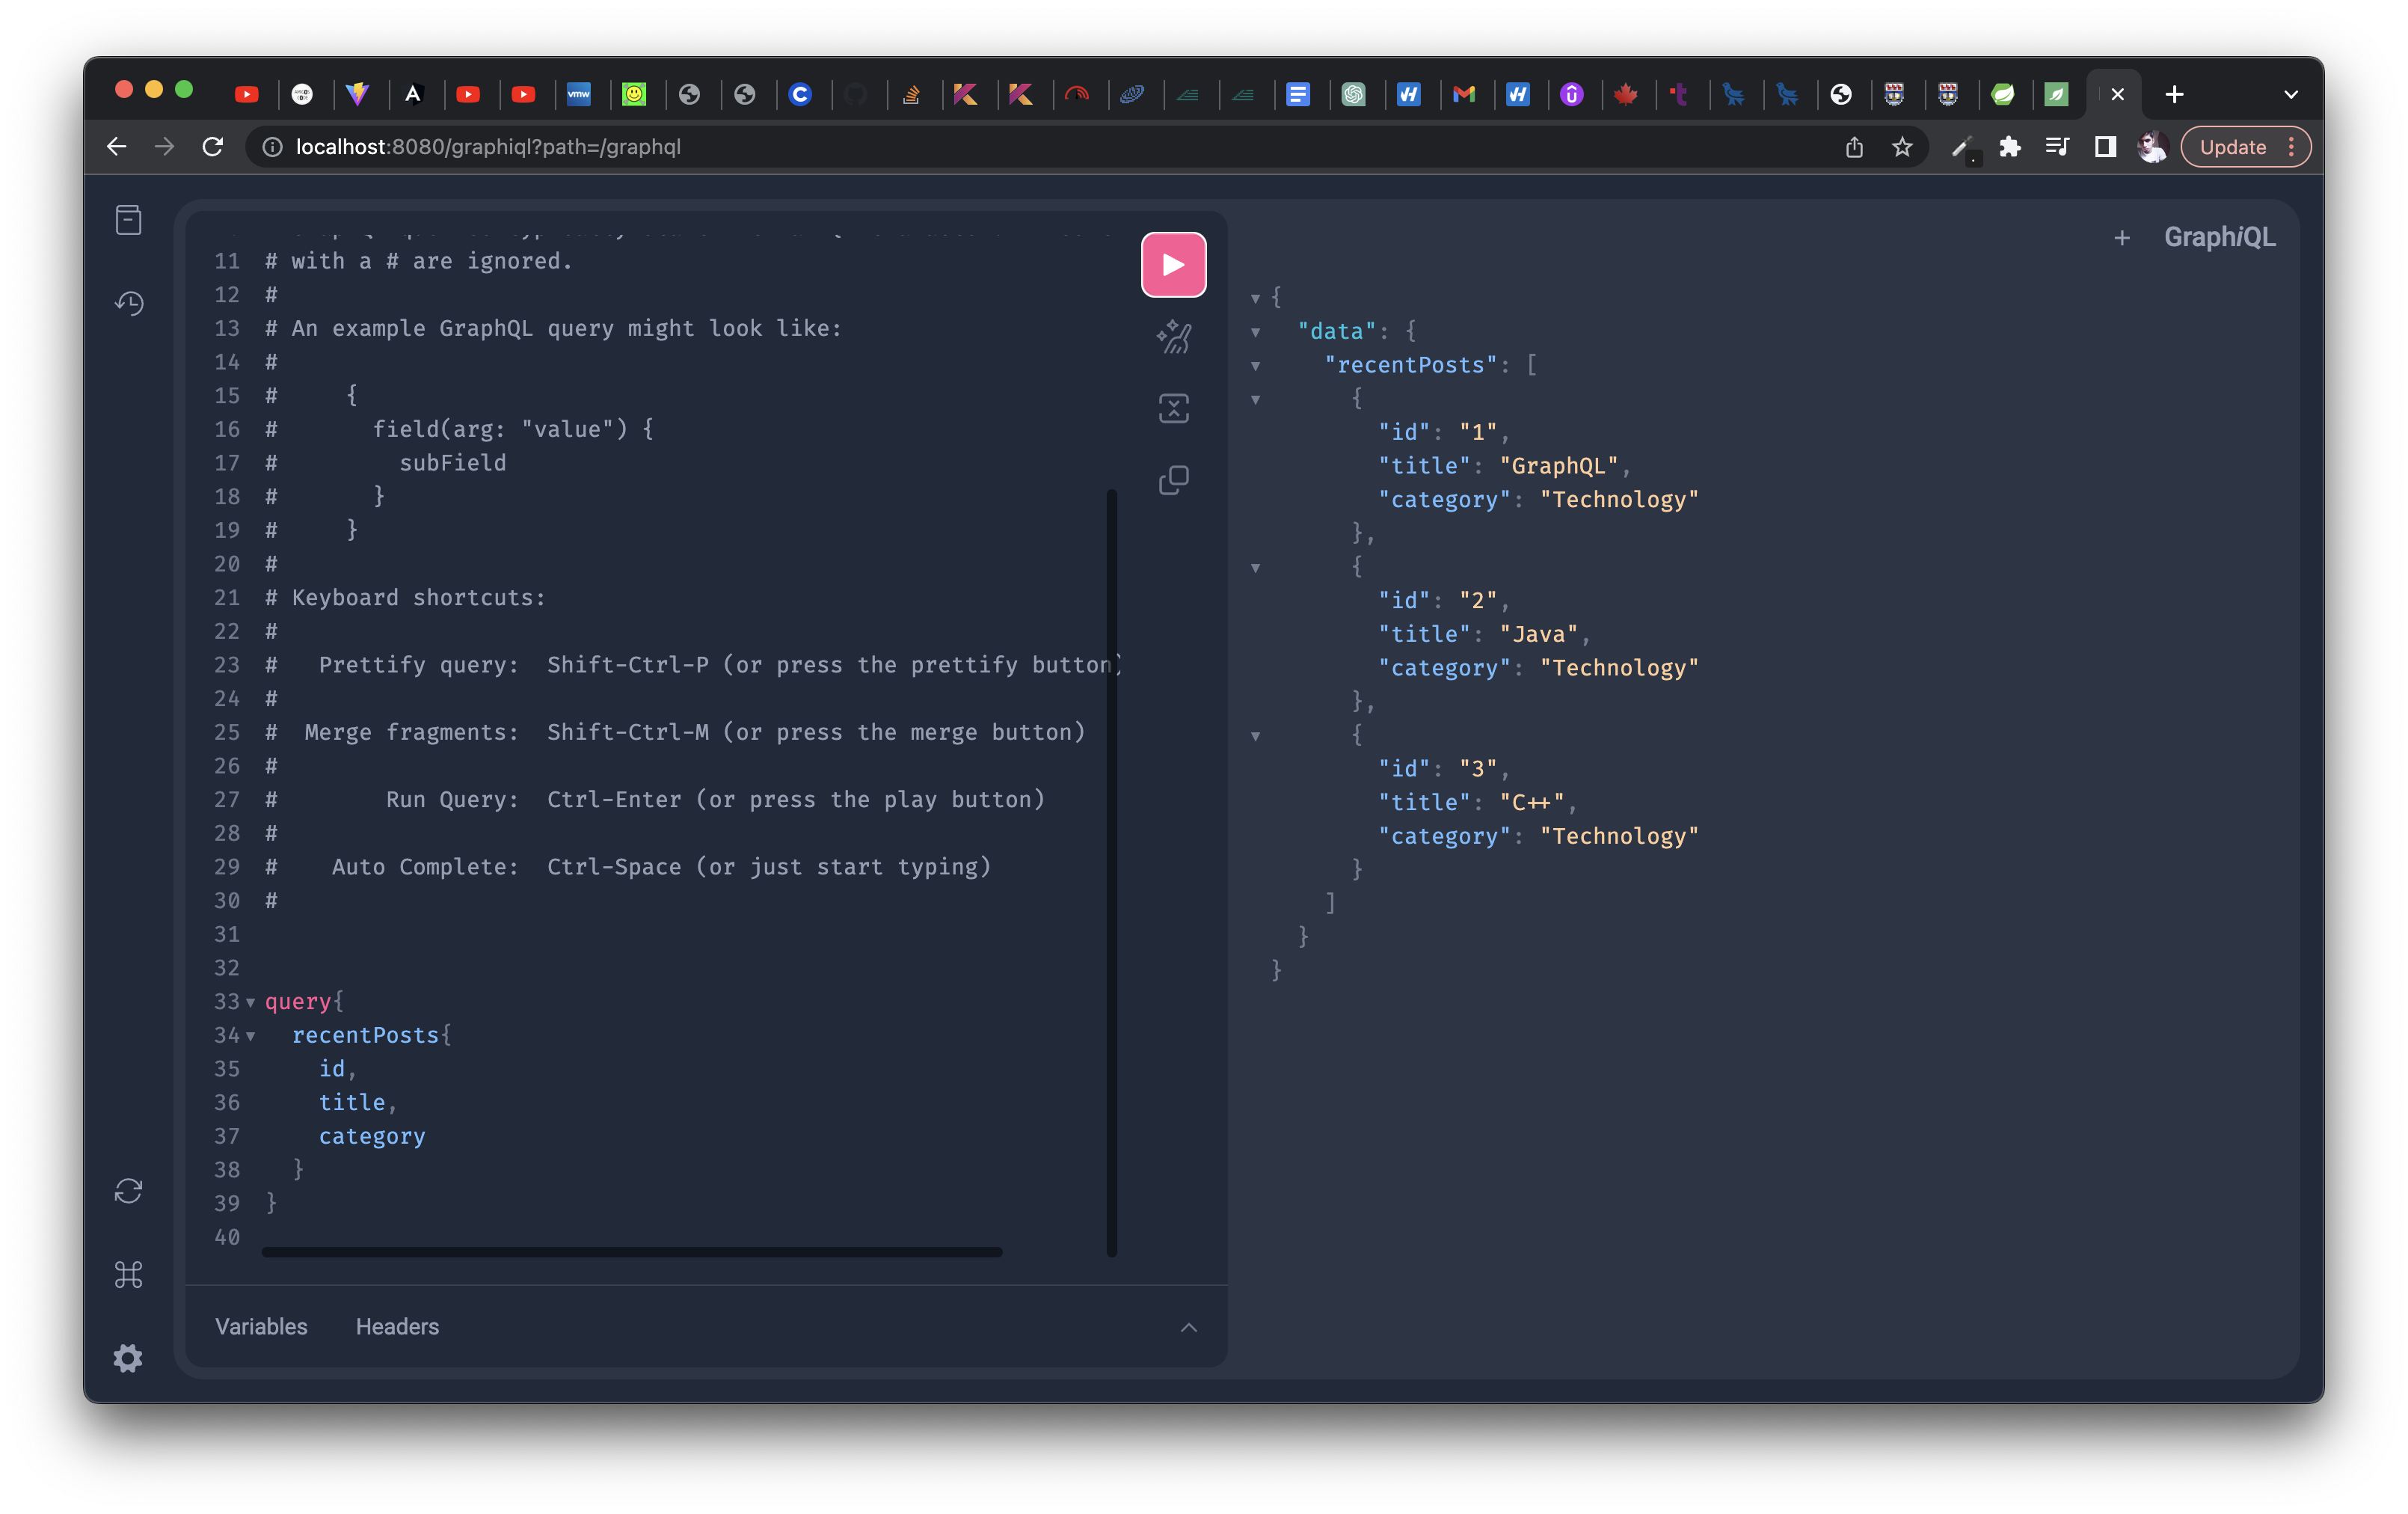 vmw
localhost:8080/graphiql?path=/graphql
Update
GraphiQL
11 # with a # are ignored.
12 #
13 # An example GraphQL query might look like:
14 #
15 #     {
16 #       field(arg: "value") {
17 #         subField
18 #       }
19 #     }
20 #
21 # Keyboard shortcuts:
22 #
23 #   Prettify query:  Shift-Ctrl-P (or press the prettify button)
24 #
25 #  Merge fragments:  Shift-Ctrl-M (or press the merge button)
26 #
27 #        Run Query:  Ctrl-Enter (or press the play button)
28 #
29 #    Auto Complete:  Ctrl-Space (or just start typing)
30 #
31
32
33 query{
34   recentPosts{
35     id,
36     title,
37     category
38   }
39 }
40
Variables Headers
{
  "data": {
    "recentPosts": [
      {
        "id": "1",
        "title": "GraphQL",
        "category": "Technology"
      },
      {
        "id": "2",
        "title": "Java",
        "category": "Technology"
      },
      {
        "id": "3",
        "title": "C++",
        "category": "Technology"
      }
    ]
  }
}